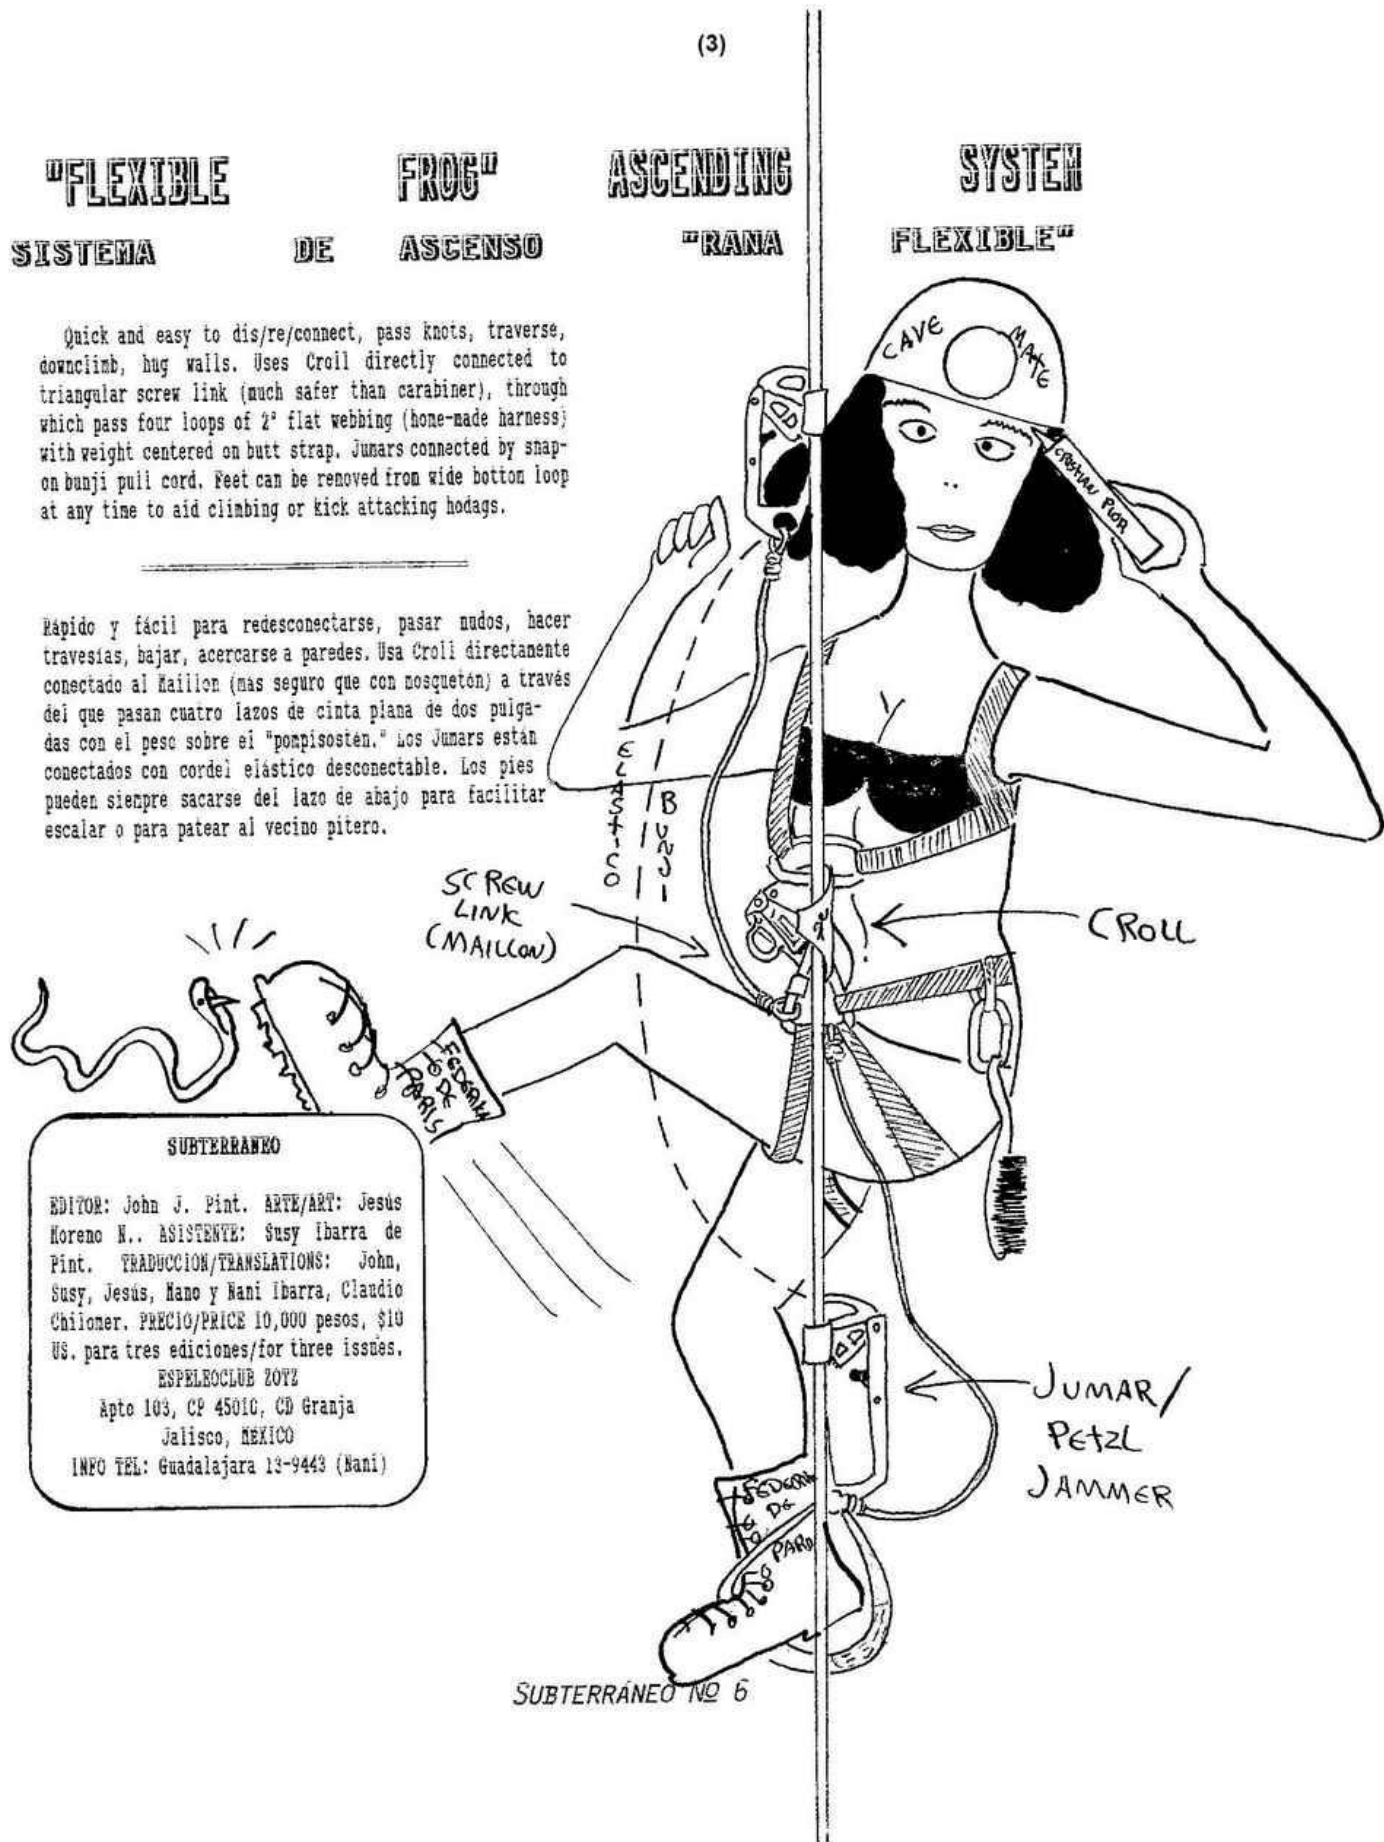 (3)
"FLEXIBLE FROG" ASCENDING SYSTEM
SISTEMA DE ASCENSO "RANA FLEXIBLE"
Quick and easy to dis/re/connect, pass knots, traverse,
downclimb, hug walls. Uses Croll directly connected to
triangular screw link (much safer than carabiner), through
which pass four loops of 2" flat webbing (home-made harness)
with weight centered on butt strap. Jumars connected by snap-
on bunji pull cord. Feet can be removed from wide bottom loop
at any time to aid climbing or kick attacking hodags.
Rápido y fácil para redesconectarse, pasar nudos, hacer
travesías, bajar, acercarse a paredes. Usa Croll directamente
conectado al Maillon (mas seguro que con mosquetón) a través
del que pasan cuatro lazos de cinta plana de dos pulga-
das con el peso sobre el "pompisostén." Los Jumars están
conectados con cordel elástico desconectable. Los pies
pueden siempre sacarse del lazo de abajo para facilitar
escalar o para patear al vecino pitero.
CAVE MATE
CRISTIAN PIOR
ELASTICO
BUNJI
SCREW
LINK
(MAILLON)
CROLL
FEDERIKO
DE
PARIS
SUBTERRANEO
EDITOR: John J. Pint. ARTE/ART: Jesús
Moreno N.. ASISTENTE: Susy Ibarra de
Pint. TRADUCCION/TRANSLATIONS: John,
Susy, Jesús, Nano y Nani Ibarra, Claudio
Chilomer. PRECIO/PRICE 10,000 pesos, $10
US. para tres ediciones/for three issues.
ESPELEOCLUB ZOTZ
Apto 103, CP 45010, CD Granja
Jalisco, MEXICO
INFO TEL: Guadalajara 13-9443 (Nani)
JUMAR/
PETZL
JAMMER
DE
SUBTERRÁNEO Nº 6